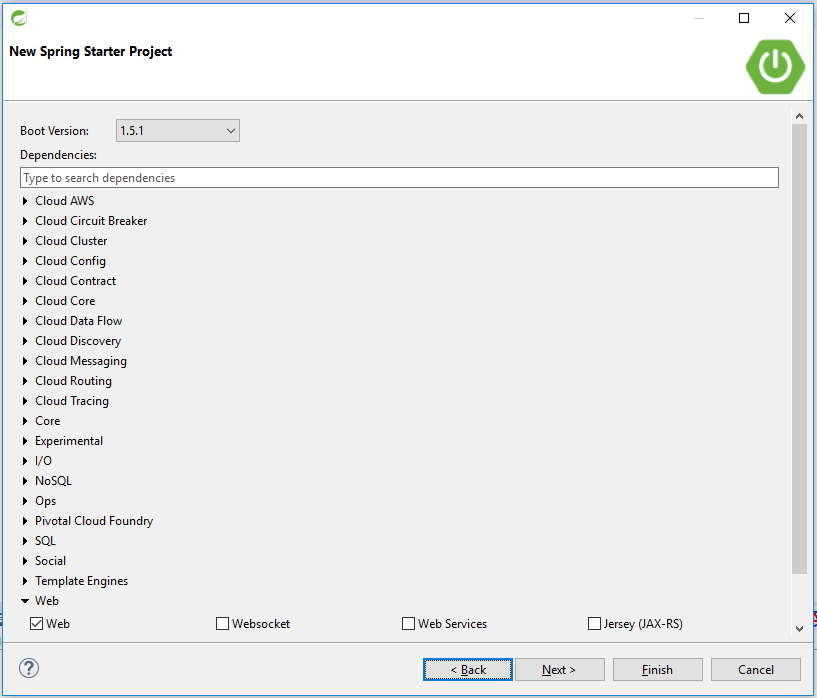 New Spring Starter Project
Boot Version: 1.5.1
Dependencies:
Type to search dependencies
Cloud AWS
Cloud Circuit Breaker
Cloud Cluster
Cloud Config
Cloud Contract
Cloud Core
Cloud Data Flow
Cloud Discovery
Cloud Messaging
Cloud Routing
Cloud Tracing
Core
Experimental
I/O
NoSQL
Ops
Pivotal Cloud Foundry
SQL
Social
Template Engines
Web
Web Websocket Web Services Jersey (JAX-RS)
? < Back Next > Finish Cancel